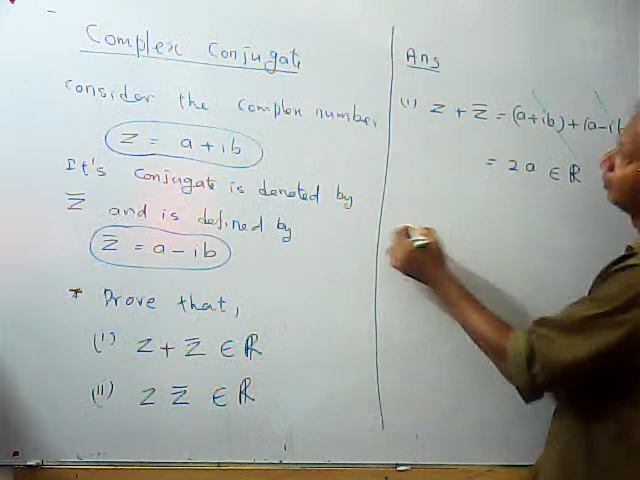 Complex Conjugate
Consider the complex number,
z = a + ib
It's conjugate is denoted by
z̅ and is defined by
z̅ = a - ib
* Prove that,
(i) z + z̅ ∈ ℝ
(ii) z z̅ ∈ ℝ
Ans
(i) z + z̅ = (a+ib)+(a-ib
= 2a ∈ ℝ